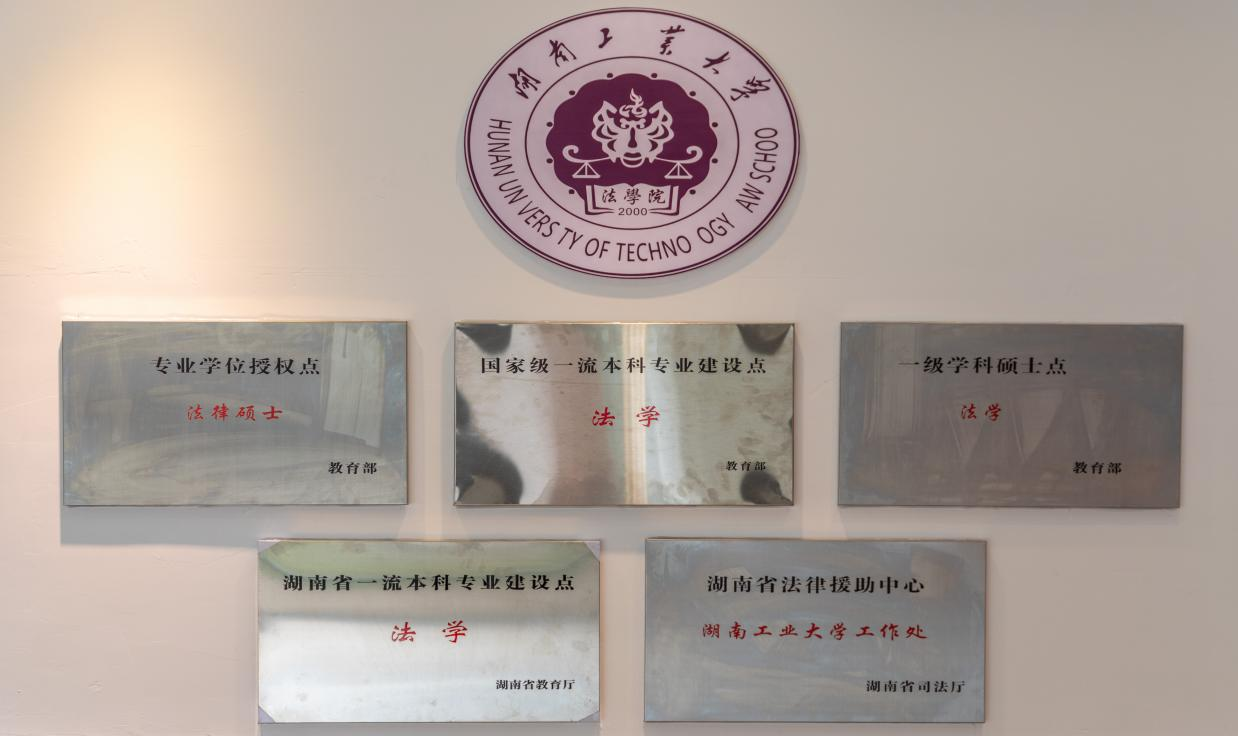 湖南工业大学
HUNAN UN VERS TY OF TECHNO OGY AW SCHOO
法學院
2000
专业学位授权点
法律硕士
教育部
国家级一流本科专业建设点
法学
教育部
一级学科硕士点
法学
教育部
湖南省一流本科专业建设点
法学
湖南省教育厅
湖南省法律援助中心
湖南工业大学工作处
湖南省司法厅